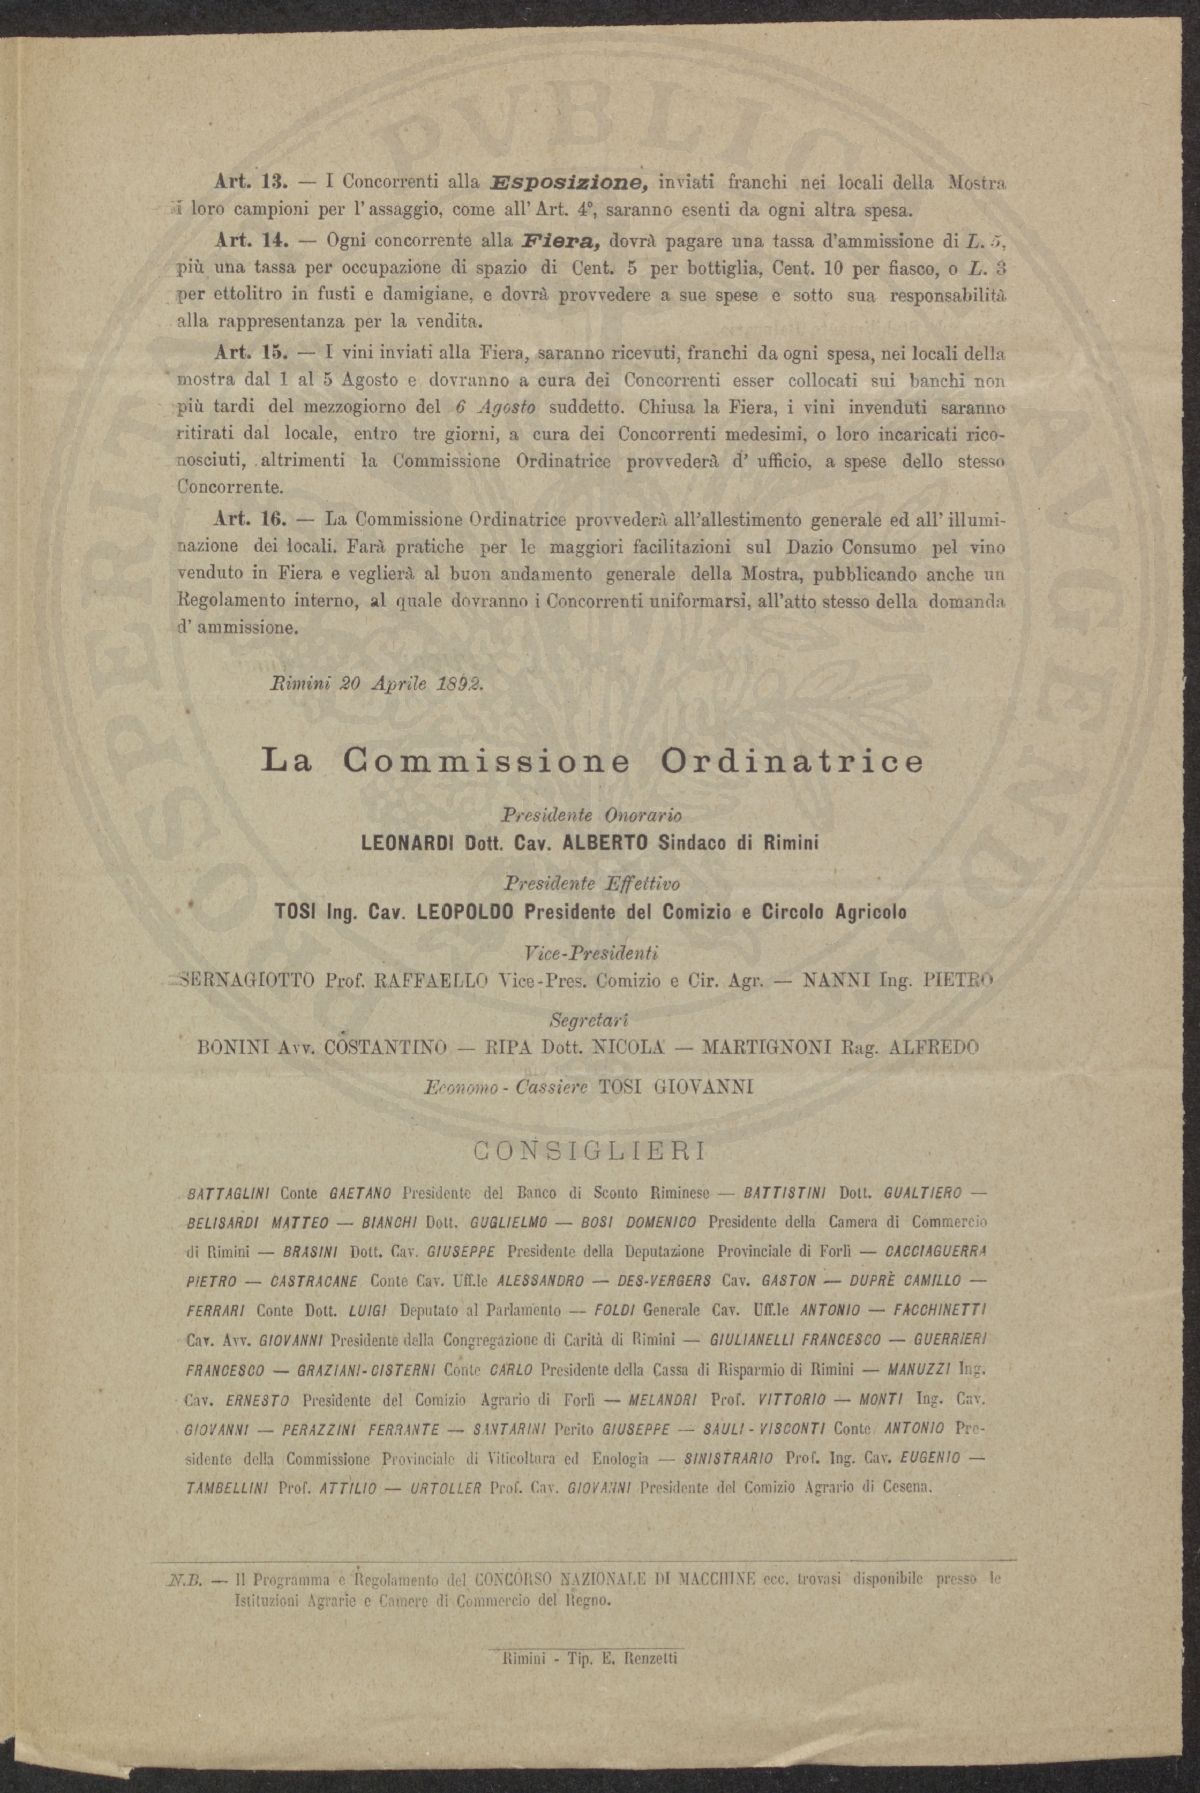 Art. 13. — I Concorrenti alla Esposizione, inviati franchi nei locali della Mostra
i loro campioni per l'assaggio, come all'Art. 4°, saranno esenti da ogni altra spesa.
Art. 14. — Ogni concorrente alla Fiera, dovrà pagare una tassa d'ammissione di L. 5,
più una tassa per occupazione di spazio di Cent. 5 per bottiglia, Cent. 10 per fiasco, o L. 3
per ettolitro in fusti e damigiane, e dovrà provvedere a sue spese e sotto sua responsabilità
alla rappresentanza per la vendita.
Art. 15. — I vini inviati alla Fiera, saranno ricevuti, franchi da ogni spesa, nei locali della
mostra dal 1 al 5 Agosto e dovranno a cura dei Concorrenti esser collocati sui banchi non
più tardi del mezzogiorno del 6 Agosto suddetto. Chiusa la Fiera, i vini invenduti saranno
ritirati dal locale, entro tre giorni, a cura dei Concorrenti medesimi, o loro incaricati rico-
nosciuti, altrimenti la Commissione Ordinatrice provvederà d' ufficio, a spese dello stesso
Concorrente.
Art. 16. — La Commissione Ordinatrice provvederà all'allestimento generale ed all' illumi-
nazione dei locali. Farà pratiche per le maggiori facilitazioni sul Dazio Consumo pel vino
venduto in Fiera e veglierà al buon andamento generale della Mostra, pubblicando anche un
Regolamento interno, al quale dovranno i Concorrenti uniformarsi, all'atto stesso della domanda
d' ammissione.
Rimini 20 Aprile 1892.
La Commissione Ordinatrice
Presidente Onorario
LEONARDI Dott. Cav. ALBERTO Sindaco di Rimini
Presidente Effettivo
TOSI Ing. Cav. LEOPOLDO Presidente del Comizio e Circolo Agricolo
Vice-Presidenti
SERNAGIOTTO Prof. RAFFAELLO Vice-Pres. Comizio e Cir. Agr. — NANNI Ing. PIETRO
Segretari
BONINI Avv. COSTANTINO — RIPA Dott. NICOLA — MARTIGNONI Rag. ALFREDO
Economo - Cassiere TOSI GIOVANNI
CONSIGLIERI
BATTAGLINI Conte GAETANO Presidente del Banco di Sconto Riminese — BATTISTINI Dott. GUALTIERO —
BELISARDI MATTEO — BIANCHI Dott. GUGLIELMO — BOSI DOMENICO Presidente della Camera di Commercio
di Rimini — BRASINI Dott. Cav. GIUSEPPE Presidente della Deputazione Provinciale di Forlì — CACCIAGUERRA
PIETRO — CASTRACANE Conte Cav. Uff.le ALESSANDRO — DES-VERGERS Cav. GASTON — DUPRÈ CAMILLO —
FERRARI Conte Dott. LUIGI Deputato al Parlamento — FOLDI Generale Cav. Uff.le ANTONIO — FACCHINETTI
Cav. Avv. GIOVANNI Presidente della Congregazione di Carità di Rimini — GIULIANELLI FRANCESCO — GUERRIERI
FRANCESCO — GRAZIANI-CISTERNI Conte CARLO Presidente della Cassa di Risparmio di Rimini — MANUZZI Ing.
Cav. ERNESTO Presidente del Comizio Agrario di Forlì — MELANDRI Prof. VITTORIO — MONTI Ing. Cav.
GIOVANNI — PERAZZINI FERRANTE — SANTARINI Perito GIUSEPPE — SAULI - VISCONTI Conte ANTONIO Pre-
sidente della Commissione Provinciale di Viticoltura ed Enologia — SINISTRARIO Prof. Ing. Cav. EUGENIO —
TAMBELLINI Prof. ATTILIO — URTOLLER Prof. Cav. GIOVANNI Presidente del Comizio Agrario di Cesena.
N.B. — Il Programma e Regolamento del CONCORSO NAZIONALE DI MACCHINE ecc. trovasi disponibile presso le
Istituzioni Agrarie e Camere di Commercio del Regno.
Rimini - Tip. E. Renzetti